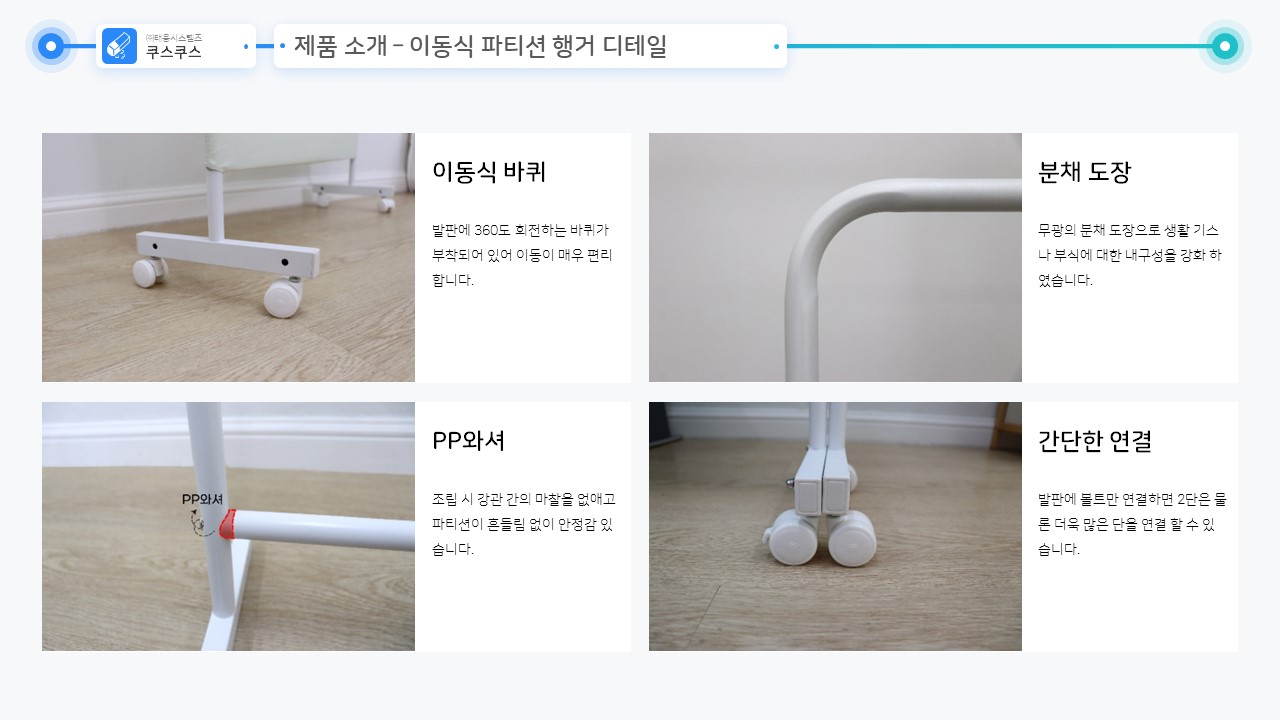 ㈜태웅시스템즈
쿠스쿠스
제품 소개 – 이동식 파티션 행거 디테일
이동식 바퀴
발판에 360도 회전하는 바퀴가
부착되어 있어 이동이 매우 편리
합니다.
분채 도장
무광의 분채 도장으로 생활 기스
나 부식에 대한 내구성을 강화 하
였습니다.
PP와셔
PP와셔
조립 시 강관 간의 마찰을 없애고
파티션이 흔들림 없이 안정감 있
습니다.
간단한 연결
발판에 볼트만 연결하면 2단은 물
론 더욱 많은 단을 연결 할 수 있
습니다.